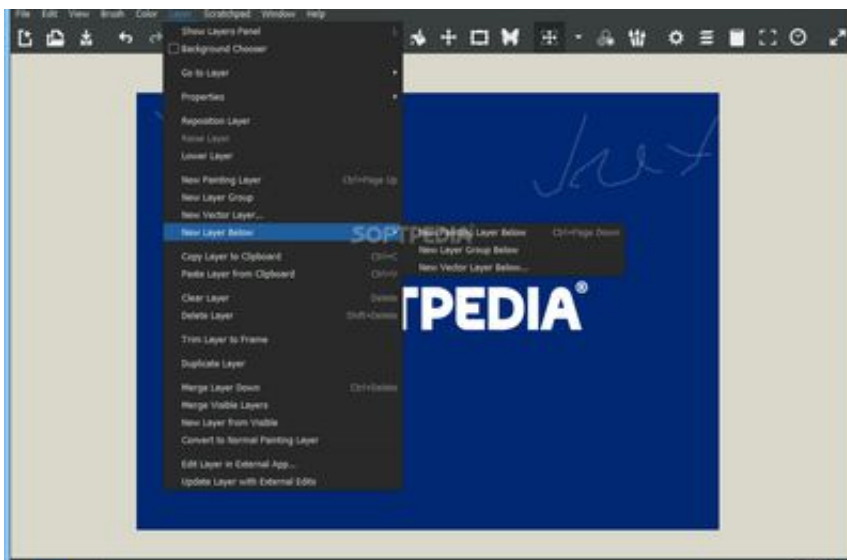 File Edit View Brush Color Layer Scratchpad Window Help
Show Layers Panel L
Background Chooser
Go to Layer
Properties
Reposition Layer
Raise Layer
Lower Layer
New Painting Layer Ctrl+Page Up
New Layer Group
New Vector Layer...
New Layer Below
SOFTPEDIA
New Painting Layer Below Ctrl+Page Down
New Layer Group Below
New Vector Layer Below...
Copy Layer to Clipboard Ctrl+C
Paste Layer from Clipboard Ctrl+V
Clear Layer Delete
Delete Layer Shift+Delete
TPEDIA®
Trim Layer to Frame
Duplicate Layer
Merge Layer Down Ctrl+Delete
Merge Visible Layers
New Layer from Visible
Convert to Normal Painting Layer
Edit Layer in External App...
Update Layer with External Edits